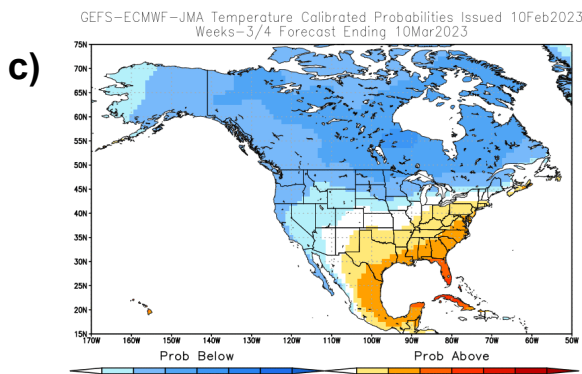 GEFS-ECMWF-JMA Temperature Calibrated Probabilities Issued 10Feb2023
Weeks-3/4 Forecast Ending 10Mar2023
c)
75N
70N
65N
60N
55N
50N
45N
40N
35N
30N
25N
20N
15N
170W 160W 150W 140W 130W 120W 110W 100W 90W 80W 70W 60W 50W
Prob Below Prob Above